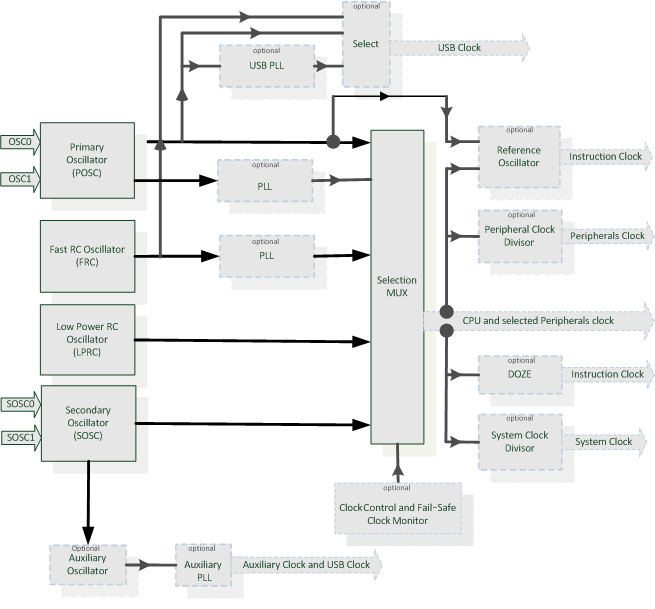 optional
Select
USB Clock
optional
USB PLL
OSC0
OSC1
Primary
Oscillator
(POSC)
optional
PLL
optional
Reference
Oscillator
Instruction Clock
Fast RC Oscillator
(FRC)
optional
PLL
Selection
MUX
optional
Peripheral Clock
Divisor
Peripherals Clock
Low Power RC
Oscillator
(LPRC)
CPU and selected Peripherals clock
optional
DOZE
Instruction Clock
SOSC0
SOSC1
Secondary
Oscillator
(SOSC)
optional
System Clock
Divisor
System Clock
optional
Clock Control and Fail-Safe
Clock Monitor
Optional
Auxiliary
Oscillator
optional
Auxiliary
PLL
Auxiliary Clock and USB Clock